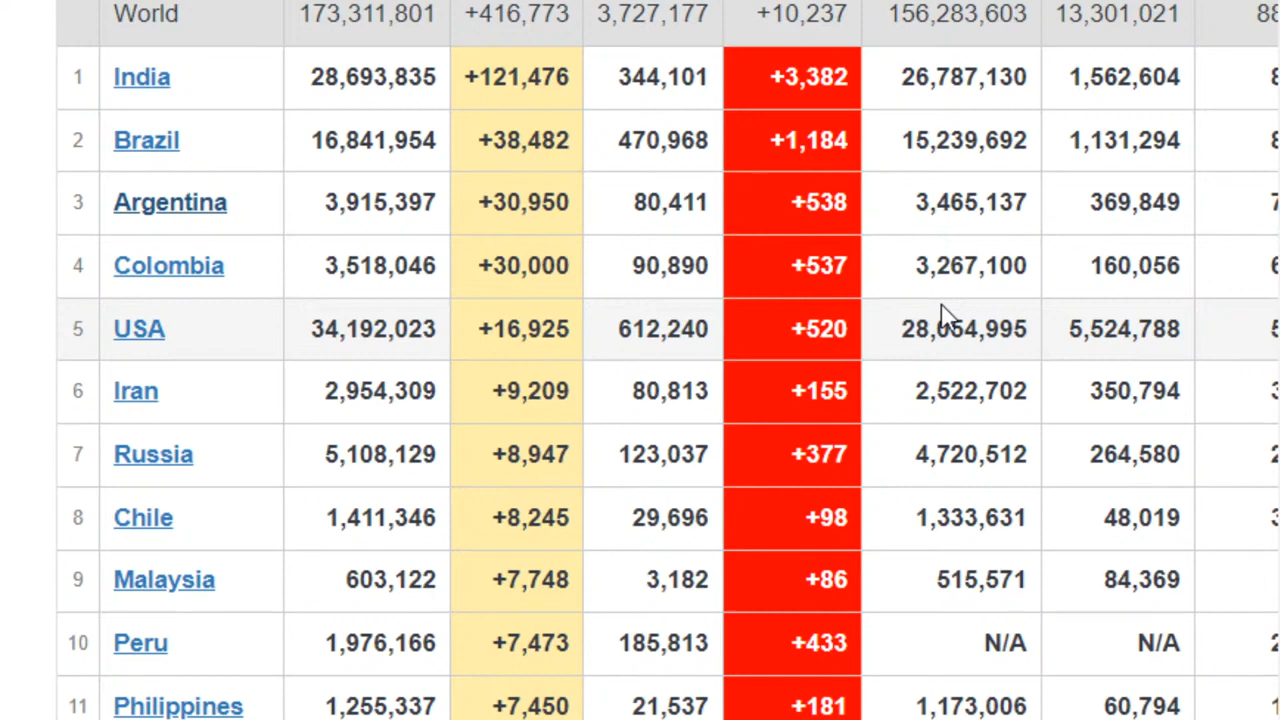 World 173,311,801 +416,773 3,727,177 +10,237 156,283,603 13,301,021
1 India 28,693,835 +121,476 344,101 +3,382 26,787,130 1,562,604
2 Brazil 16,841,954 +38,482 470,968 +1,184 15,239,692 1,131,294
3 Argentina 3,915,397 +30,950 80,411 +538 3,465,137 369,849
4 Colombia 3,518,046 +30,000 90,890 +537 3,267,100 160,056
5 USA 34,192,023 +16,925 612,240 +520 28,054,995 5,524,788
6 Iran 2,954,309 +9,209 80,813 +155 2,522,702 350,794
7 Russia 5,108,129 +8,947 123,037 +377 4,720,512 264,580
8 Chile 1,411,346 +8,245 29,696 +98 1,333,631 48,019
9 Malaysia 603,122 +7,748 3,182 +86 515,571 84,369
10 Peru 1,976,166 +7,473 185,813 +433 N/A N/A
11 Philippines 1,255,337 +7,450 21,537 +181 1,173,006 60,794